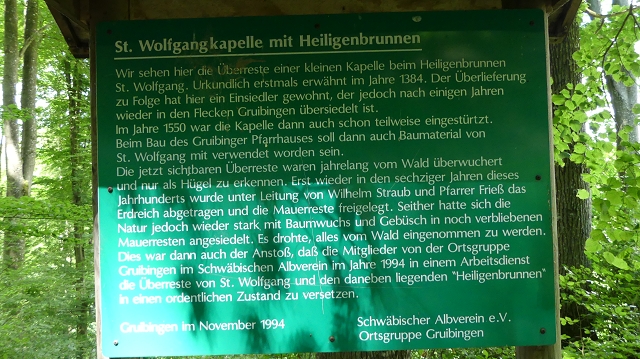 St. Wolfgangkapelle mit Heiligenbrunnen
Wir sehen hier die Überreste einer kleinen Kapelle beim Heiligenbrunnen
St. Wolfgang. Urkundlich erstmals erwähnt im Jahre 1384. Der Überlieferung
zu Folge hat hier ein Einsiedler gewohnt, der jedoch nach einigen Jahren
wieder in den Flecken Gruibingen übersiedelt ist.
Im Jahre 1550 war die Kapelle dann auch schon teilweise eingestürzt.
Beim Bau des Gruibinger Pfarrhauses soll dann auch Baumaterial von
St. Wolfgang mit verwendet worden sein.
Die jetzt sichtbaren Überreste waren jahrelang vom Wald überwuchert
und nur als Hügel zu erkennen. Erst wieder in den sechziger Jahren dieses
Jahrhunderts wurde unter Leitung von Wilhelm Straub und Pfarrer Frieß das
Erdreich abgetragen und die Mauerreste freigelegt. Seither hatte sich die
Natur jedoch wieder stark mit Baumwuchs und Gebüsch in noch verbliebenen
Mauerresten angesiedelt. Es drohte, alles vom Wald eingenommen zu werden.
Dies war dann auch der Anstoß, daß die Mitglieder von der Ortsgruppe
Gruibingen im Schwäbischen Albverein im Jahre 1994 in einem Arbeitsdienst
die Überreste von St. Wolfgang und den daneben liegenden "Heiligenbrunnen"
in einen ordentlichen Zustand zu versetzen.
Gruibingen im November 1994
Schwäbischer Albverein e.V.
Ortsgruppe Gruibingen